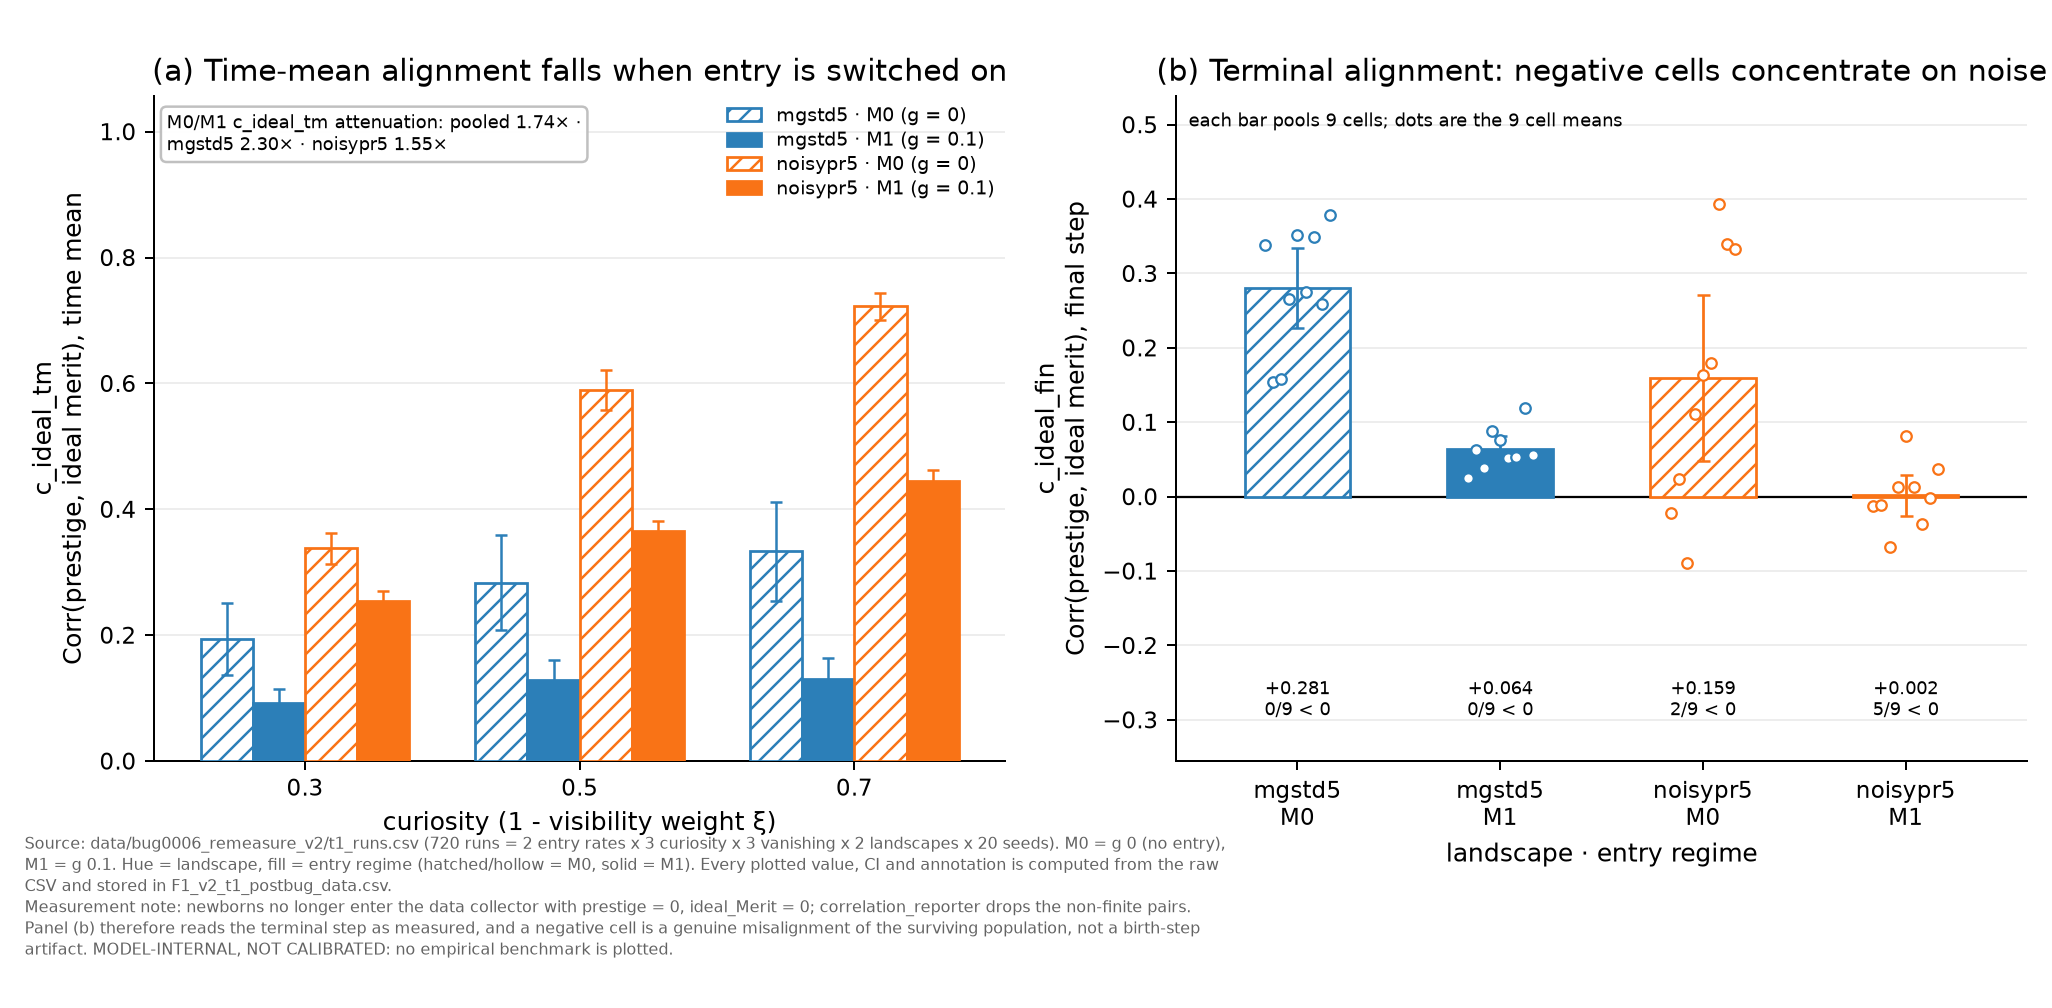 (a) Time-mean alignment falls when entry is switched on
M0/M1 c_ideal_tm attenuation: pooled 1.74× ·
mgstd5 2.30× · noisypr5 1.55×
mgstd5 · M0 (g = 0)
mgstd5 · M1 (g = 0.1)
noisypr5 · M0 (g = 0)
noisypr5 · M1 (g = 0.1)
c_ideal_tm
Corr(prestige, ideal merit), time mean
1.0
0.8
0.6
0.4
0.2
0.0
0.3
0.5
0.7
curiosity (1 - visibility weight ξ)
(b) Terminal alignment: negative cells concentrate on noise
each bar pools 9 cells; dots are the 9 cell means
c_ideal_fin
Corr(prestige, ideal merit), final step
0.5
0.4
0.3
0.2
0.1
0.0
−0.1
−0.2
−0.3
+0.281
0/9 < 0
+0.064
0/9 < 0
+0.159
2/9 < 0
+0.002
5/9 < 0
mgstd5
M0
mgstd5
M1
noisypr5
M0
noisypr5
M1
landscape · entry regime
Source: data/bug0006_remeasure_v2/t1_runs.csv (720 runs = 2 entry rates x 3 curiosity x 3 vanishing x 2 landscapes x 20 seeds). M0 = g 0 (no entry),
M1 = g 0.1. Hue = landscape, fill = entry regime (hatched/hollow = M0, solid = M1). Every plotted value, CI and annotation is computed from the raw
CSV and stored in F1_v2_t1_postbug_data.csv.
Measurement note: newborns no longer enter the data collector with prestige = 0, ideal_Merit = 0; correlation_reporter drops the non-finite pairs.
Panel (b) therefore reads the terminal step as measured, and a negative cell is a genuine misalignment of the surviving population, not a birth-step
artifact. MODEL-INTERNAL, NOT CALIBRATED: no empirical benchmark is plotted.